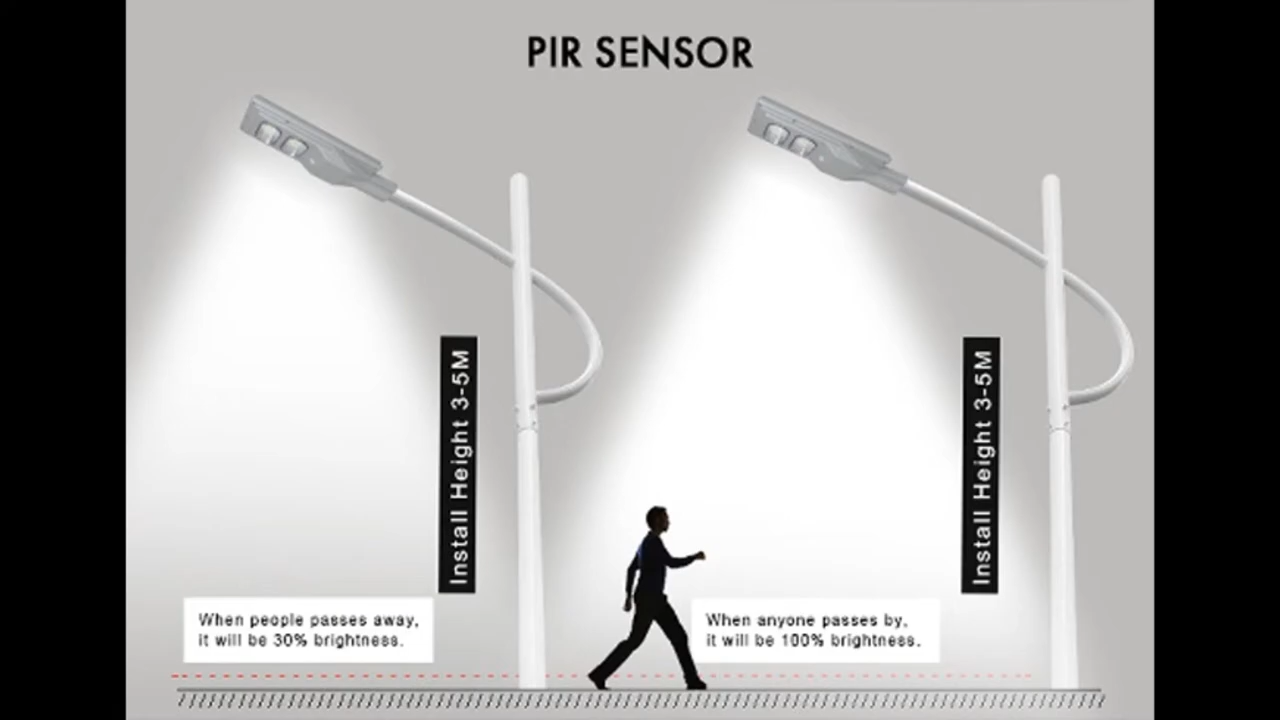 PIR SENSOR
Install Height 3-5M
Install Height 3-5M
When people passes away,
it will be 30% brightness.
When anyone passes by,
it will be 100% brightness.